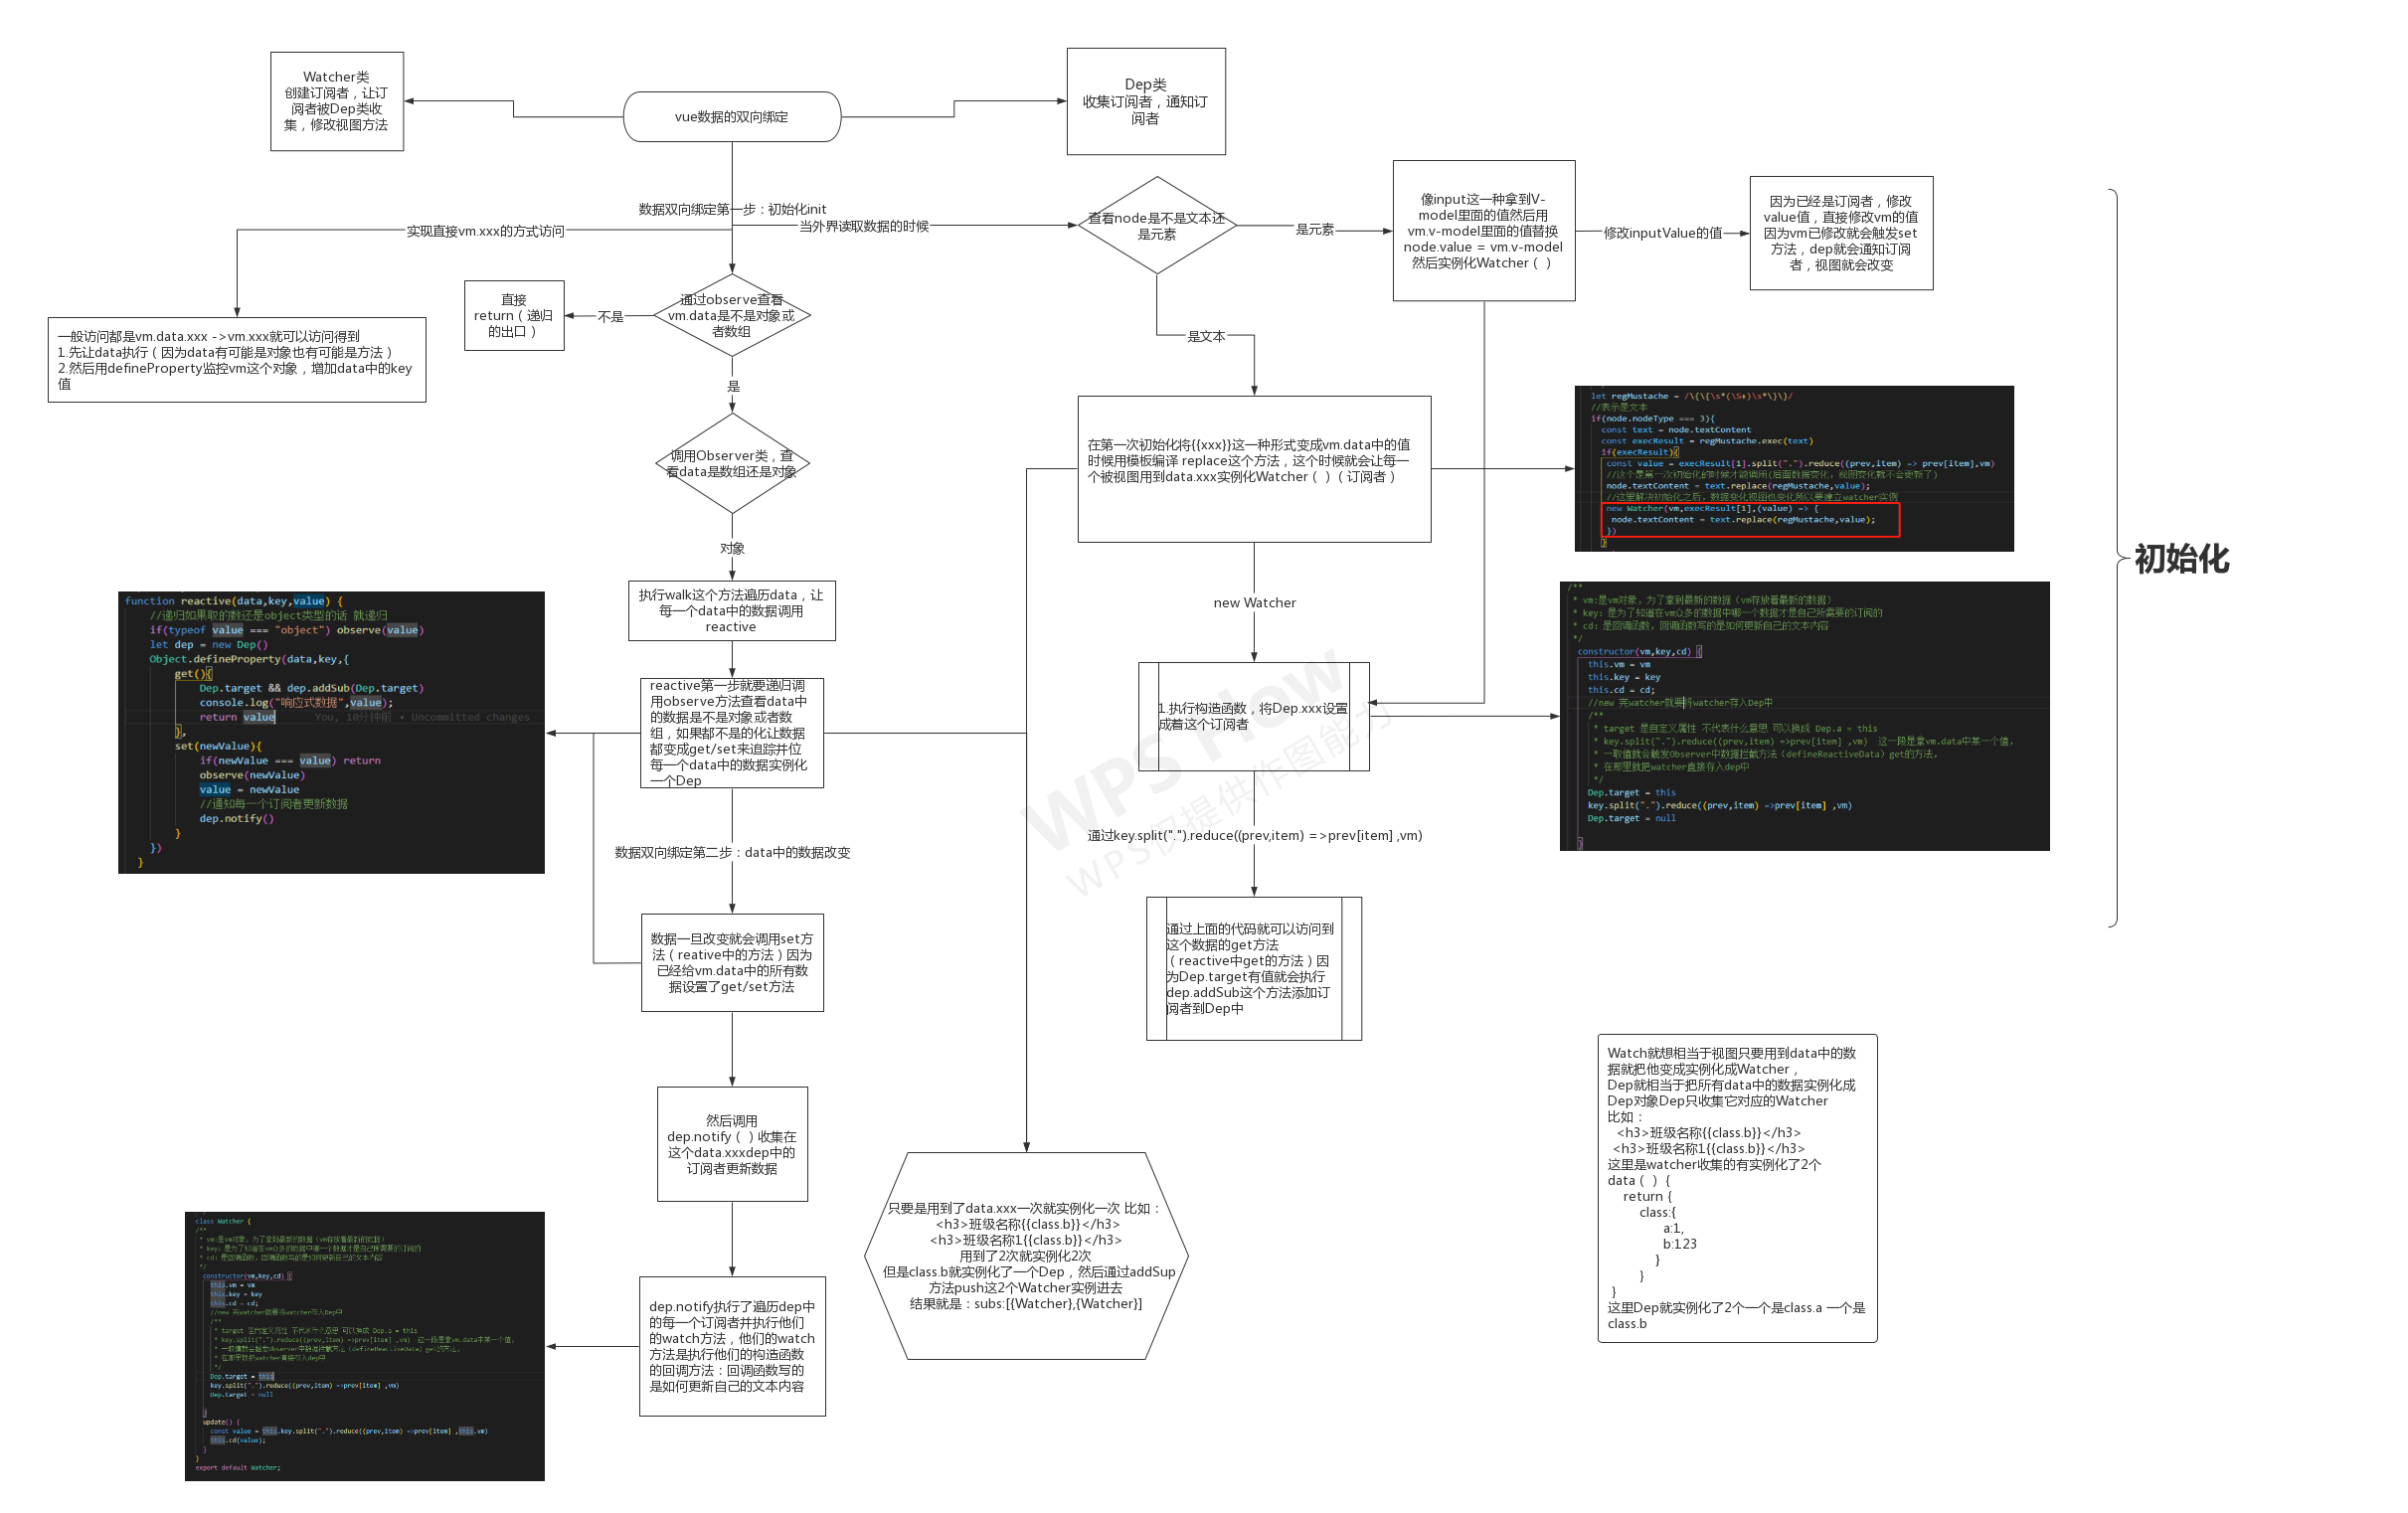 Watcher类
创建订阅者，让订
阅者被Dep类收
集，修改视图方法
vue数据的双向绑定
Dep类
收集订阅者，通知订
阅者
数据双向绑定第一步：初始化init
实现直接vm.xxx的方式访问
当外界读取数据的时候
查看node是不是文本还
是元素
是元素
像input这一种拿到V-
model里面的值然后用
vm.v-model里面的值替换
node.value = vm.v-model
然后实例化Watcher（ ）
修改inputValue的值
因为已经是订阅者，修改
value值，直接修改vm的值
因为vm已修改就会触发set
方法，dep就会通知订阅
者，视图就会改变
一般访问都是vm.data.xxx ->vm.xxx就可以访问得到
1.先让data执行（因为data有可能是对象也有可能是方法）
2.然后用defineProperty监控vm这个对象，增加data中的key
值
直接
return（递归
的出口）
不是
通过observe查看
vm.data是不是对象或
者数组
是
调用Observer类，查
看data是数组还是对象
对象
执行walk这个方法遍历data，让
每一个data中的数据调用
reactive
reactive第一步就要递归调
用observe方法查看data中
的数据是不是对象或者数
组，如果都不是的化让数据
都变成get/set来追踪并位
每一个data中的数据实例化
一个Dep
function reactive(data,key,value) {
//递归如果取的数还是object类型的话 就递归
if(typeof value === "object") observe(value)
let dep = new Dep()
Object.defineProperty(data,key,{
get(){
Dep.target && dep.addSub(Dep.target)
console.log("响应式数据",value);
return value You, 10分钟前 • Uncommitted changes
},
set(newValue){
if(newValue === value) return
observe(newValue)
value = newValue
//通知每一个订阅者更新数据
dep.notify()
}
})
}
数据双向绑定第二步：data中的数据改变
数据一旦改变就会调用set方
法（reative中的方法）因为
已经给vm.data中的所有数
据设置了get/set方法
然后调用
dep.notify（ ）收集在
这个data.xxxdep中的
订阅者更新数据
dep.notify执行了遍历dep中
的每一个订阅者并执行他们
的watch方法，他们的watch
方法是执行他们的构造函数
的回调方法：回调函数写的
是如何更新自己的文本内容
class Watcher {
/**
* vm:是vm对象，为了拿到最新的数据（vm存放着最新的数据）
* key：是为了知道在vm众多的数据中哪一个数据才是自己所需要的订阅的
* cd：是回调函数，回调函数写的是如何更新自己的文本内容
*/
constructor(vm,key,cd) {
this.vm = vm
this.key = key
this.cd = cd;
//new 完watcher就要将watcher存入Dep中
/**
* target 是自定义属性 不代表什么意思 可以换成 Dep.a = this
* key.split(".").reduce((prev,item) =>prev[item] ,vm) 这一段是拿vm.data中某一个值，
* 一取值就会触发Observer中数据拦截方法（defineReactiveData）get的方法，
* 在那里就把watcher直接存入dep中
*/
Dep.target = this
key.split(".").reduce((prev,item) =>prev[item] ,vm)
Dep.target = null
}
update() {
const value = this.key.split(".").reduce((prev,item) =>prev[item] ,this.vm)
this.cd(value);
}
}
export default Watcher;
是文本
在第一次初始化将{{xxx}}这一种形式变成vm.data中的值
时候用模板编译 replace这个方法，这个时候就会让每一
个被视图用到data.xxx实例化Watcher（ ）（订阅者）
let regMustache = /\{\{\s*(\S+)\s*\}\}/
//表示是文本
if(node.nodeType === 3){
const text = node.textContent
const execResult = regMustache.exec(text)
if(execResult){
const value = execResult[1].split(".").reduce((prev,item) => prev[item],vm)
//这个是第一次初始化的时候才能调用(后面数据变化，视图变化就不会更新了)
node.textContent = text.replace(regMustache,value);
//这里解决初始化之后，数据变化视图也变化所以要建立watcher实例
new Watcher(vm,execResult[1],(value) => {
node.textContent = text.replace(regMustache,value);
})
}
new Watcher
1.执行构造函数，将Dep.xxx设置
成着这个订阅者
/**
* vm:是vm对象，为了拿到最新的数据（vm存放着最新的数据）
* key：是为了知道在vm众多的数据中哪一个数据才是自己所需要的订阅的
* cd：是回调函数，回调函数写的是如何更新自己的文本内容
*/
constructor(vm,key,cd) {
this.vm = vm
this.key = key
this.cd = cd;
//new 完watcher就要将watcher存入Dep中
/**
* target 是自定义属性 不代表什么意思 可以换成 Dep.a = this
* key.split(".").reduce((prev,item) =>prev[item] ,vm) 这一段是拿vm.data中某一个值，
* 一取值就会触发Observer中数据拦截方法（defineReactiveData）get的方法，
* 在那里就把watcher直接存入dep中
*/
Dep.target = this
key.split(".").reduce((prev,item) =>prev[item] ,vm)
Dep.target = null
}
通过key.split(".").reduce((prev,item) =>prev[item] ,vm)
通过上面的代码就可以访问到
这个数据的get方法
（reactive中get的方法）因
为Dep.target有值就会执行
dep.addSub这个方法添加订
阅者到Dep中
初始化
只要是用到了data.xxx一次就实例化一次 比如：
<h3>班级名称{{class.b}}</h3>
<h3>班级名称1{{class.b}}</h3>
用到了2次就实例化2次
但是class.b就实例化了一个Dep，然后通过addSup
方法push这2个Watcher实例进去
结果就是：subs:[{Watcher},{Watcher}]
Watch就想相当于视图只要用到data中的数
据就把他变成实例化成Watcher，
Dep就相当于把所有data中的数据实例化成
Dep对象Dep只收集它对应的Watcher
比如：
<h3>班级名称{{class.b}}</h3>
<h3>班级名称1{{class.b}}</h3>
这里是watcher收集的有实例化了2个
data（ ）{
return {
class:{
a:1,
b:123
}
}
}
这里Dep就实例化了2个一个是class.a 一个是
class.b
WPS Flow
WPS仅提供作图能力